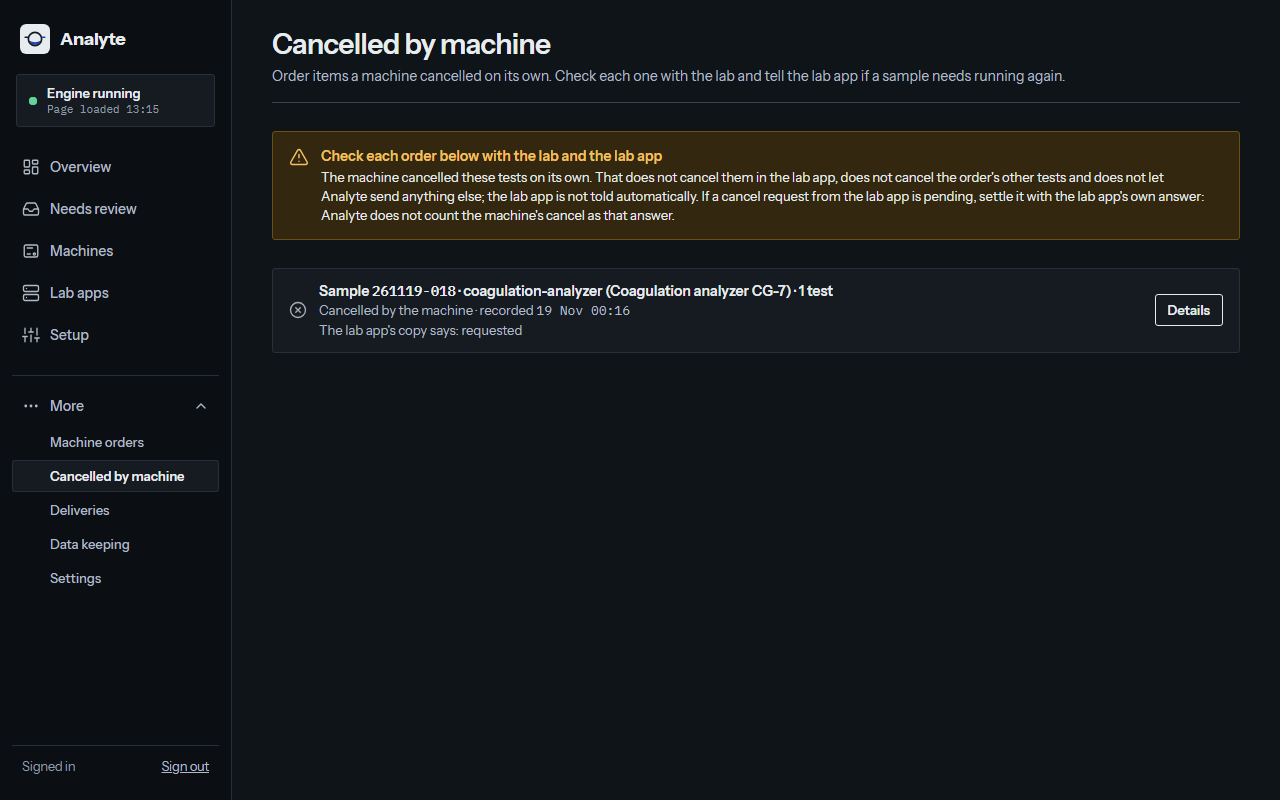 Analyte
Engine running
Page loaded 13:15
Overview
Needs review
Machines
Lab apps
Setup
More
Machine orders
Cancelled by machine
Deliveries
Data keeping
Settings
Signed in
Sign out
Cancelled by machine
Order items a machine cancelled on its own. Check each one with the lab and tell the lab app if a sample needs running again.
Check each order below with the lab and the lab app
The machine cancelled these tests on its own. That does not cancel them in the lab app, does not cancel the order's other tests and does not let
Analyte send anything else; the lab app is not told automatically. If a cancel request from the lab app is pending, settle it with the lab app's own answer:
Analyte does not count the machine's cancel as that answer.
Sample 261119-018 · coagulation-analyzer (Coagulation analyzer CG-7) · 1 test
Cancelled by the machine · recorded 19 Nov 00:16
The lab app's copy says: requested
Details